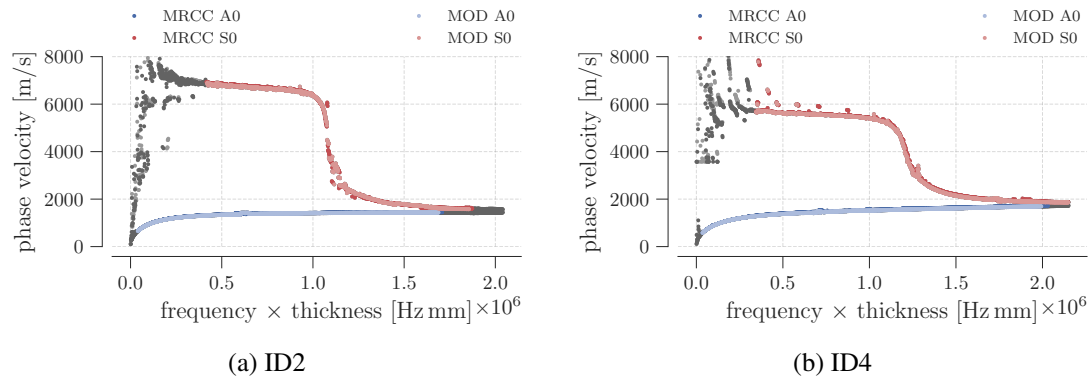 MRCC A0 MOD A0
MRCC S0 MOD S0
8000
6000
4000
2000
0
phase velocity [m/s]
0.0 0.5 1.0 1.5 2.0
frequency × thickness [Hz mm] ×10^6
(a) ID2
MRCC A0 MOD A0
MRCC S0 MOD S0
8000
6000
4000
2000
0
phase velocity [m/s]
0.0 0.5 1.0 1.5 2.0
frequency × thickness [Hz mm] ×10^6
(b) ID4